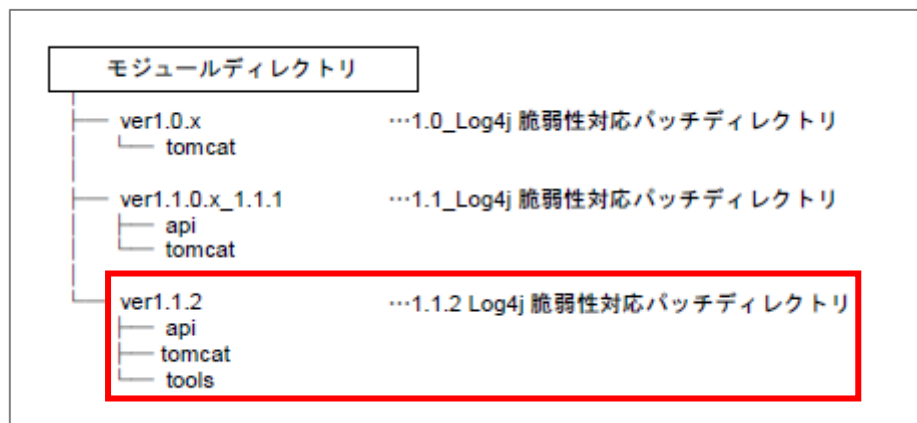 モジュールディレクトリ
ver1.0.x …1.0_Log4j 脆弱性対応パッチディレクトリ
tomcat
ver1.1.0.x_1.1.1 …1.1_Log4j 脆弱性対応パッチディレクトリ
api
tomcat
ver1.1.2 …1.1.2 Log4j 脆弱性対応パッチディレクトリ
api
tomcat
tools